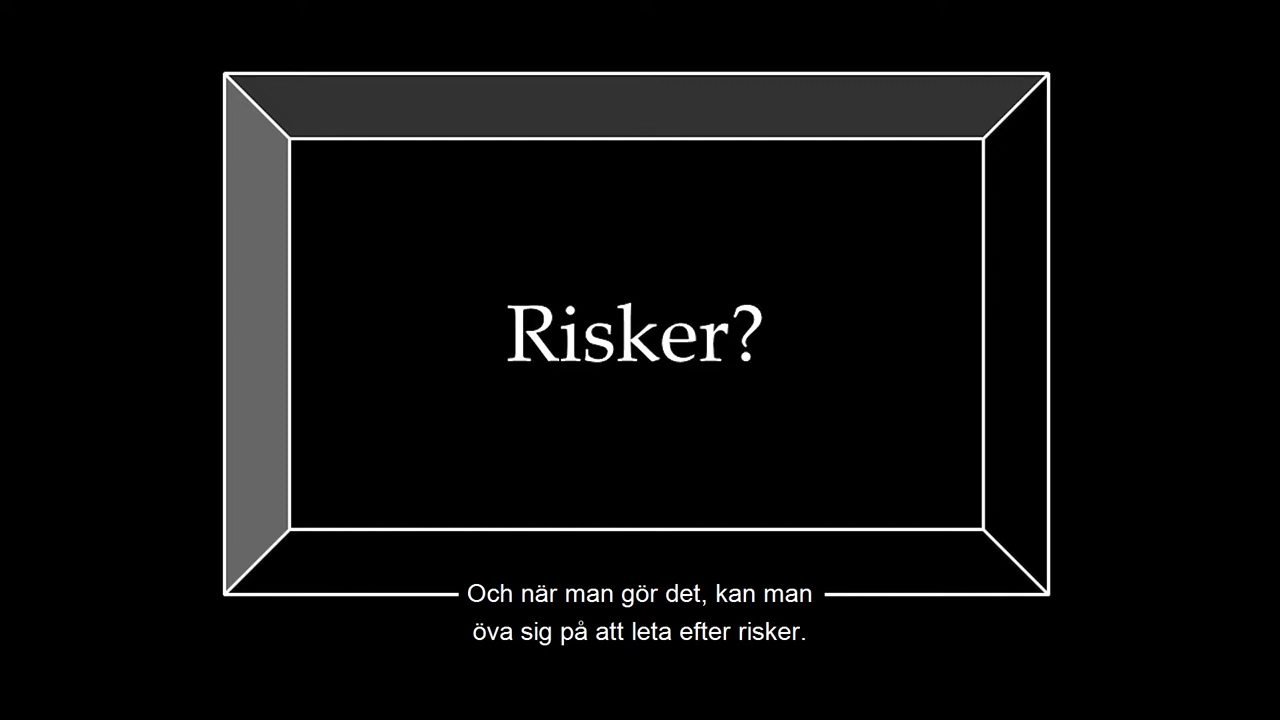 Risker?
Och när man gör det, kan man
öva sig på att leta efter risker.